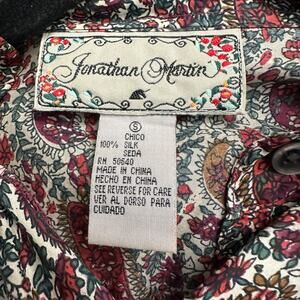 Jonathan Martin
S
CHICO
100% SILK
SEDA
RN 50640
MADE IN CHINA
HECHO EN CHINA
SEE REVERSE FOR CARE
VER AL DORSO PARA
CUIDADO